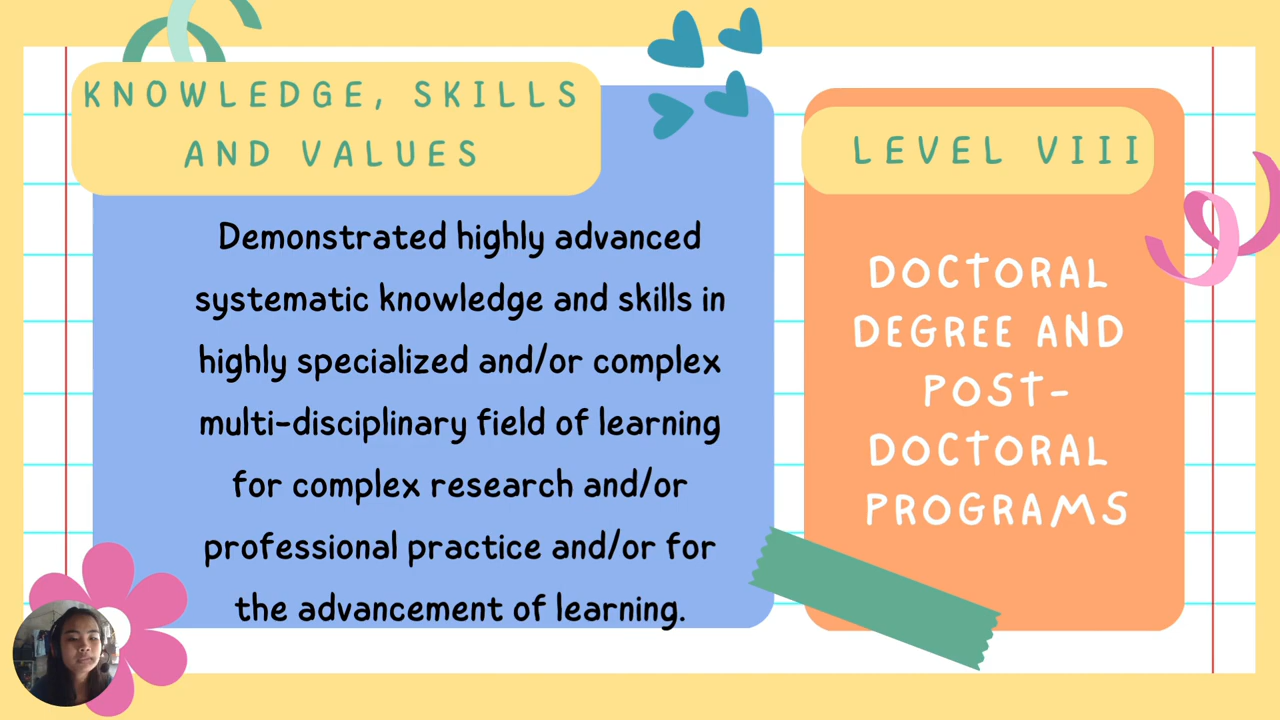 KNOWLEDGE, SKILLS
AND VALUES
Demonstrated highly advanced
systematic knowledge and skills in
highly specialized and/or complex
multi-disciplinary field of learning
for complex research and/or
professional practice and/or for
the advancement of learning.
LEVEL VIII
DOCTORAL
DEGREE AND
POST-
DOCTORAL
PROGRAMS